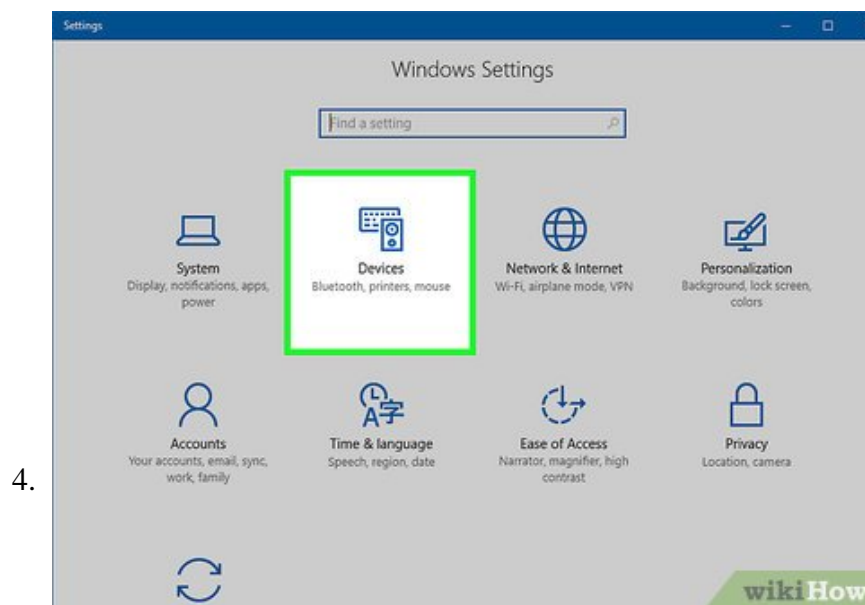 Settings
Windows Settings
Find a setting
System
Display, notifications, apps,
power
Devices
Bluetooth, printers, mouse
Network & Internet
Wi-Fi, airplane mode, VPN
Personalization
Background, lock screen,
colors
A字
Accounts
Your accounts, email, sync,
work, family
Time & language
Speech, region, date
Ease of Access
Narrator, magnifier, high
contrast
Privacy
Location, camera
4.
wikiHow